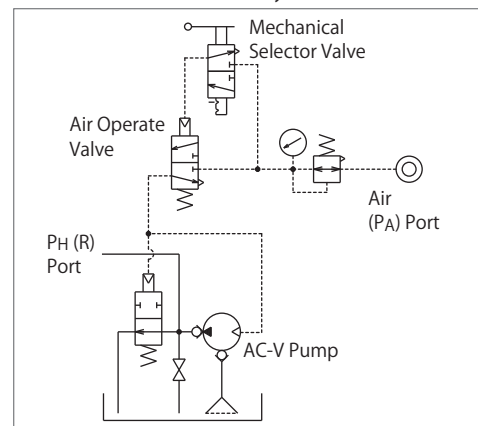 Mechanical
Selector Valve
Air Operate
Valve
Air
(PA) Port
PH (R)
Port
AC-V Pump